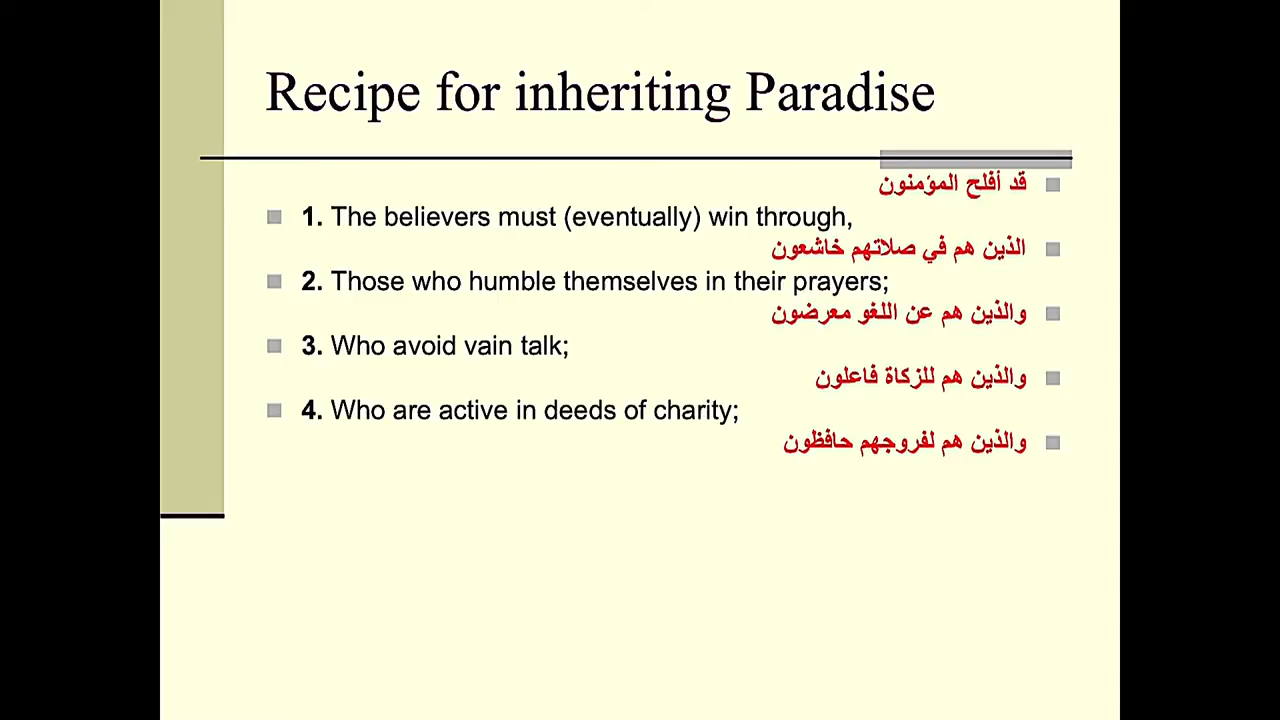 Recipe for inheriting Paradise
قد أفلح المؤمنون
1. The believers must (eventually) win through,
الذين هم في صلاتهم خاشعون
2. Those who humble themselves in their prayers;
والذين هم عن اللغو معرضون
3. Who avoid vain talk;
والذين هم للزكاة فاعلون
4. Who are active in deeds of charity;
والذين هم لفروجهم حافظون